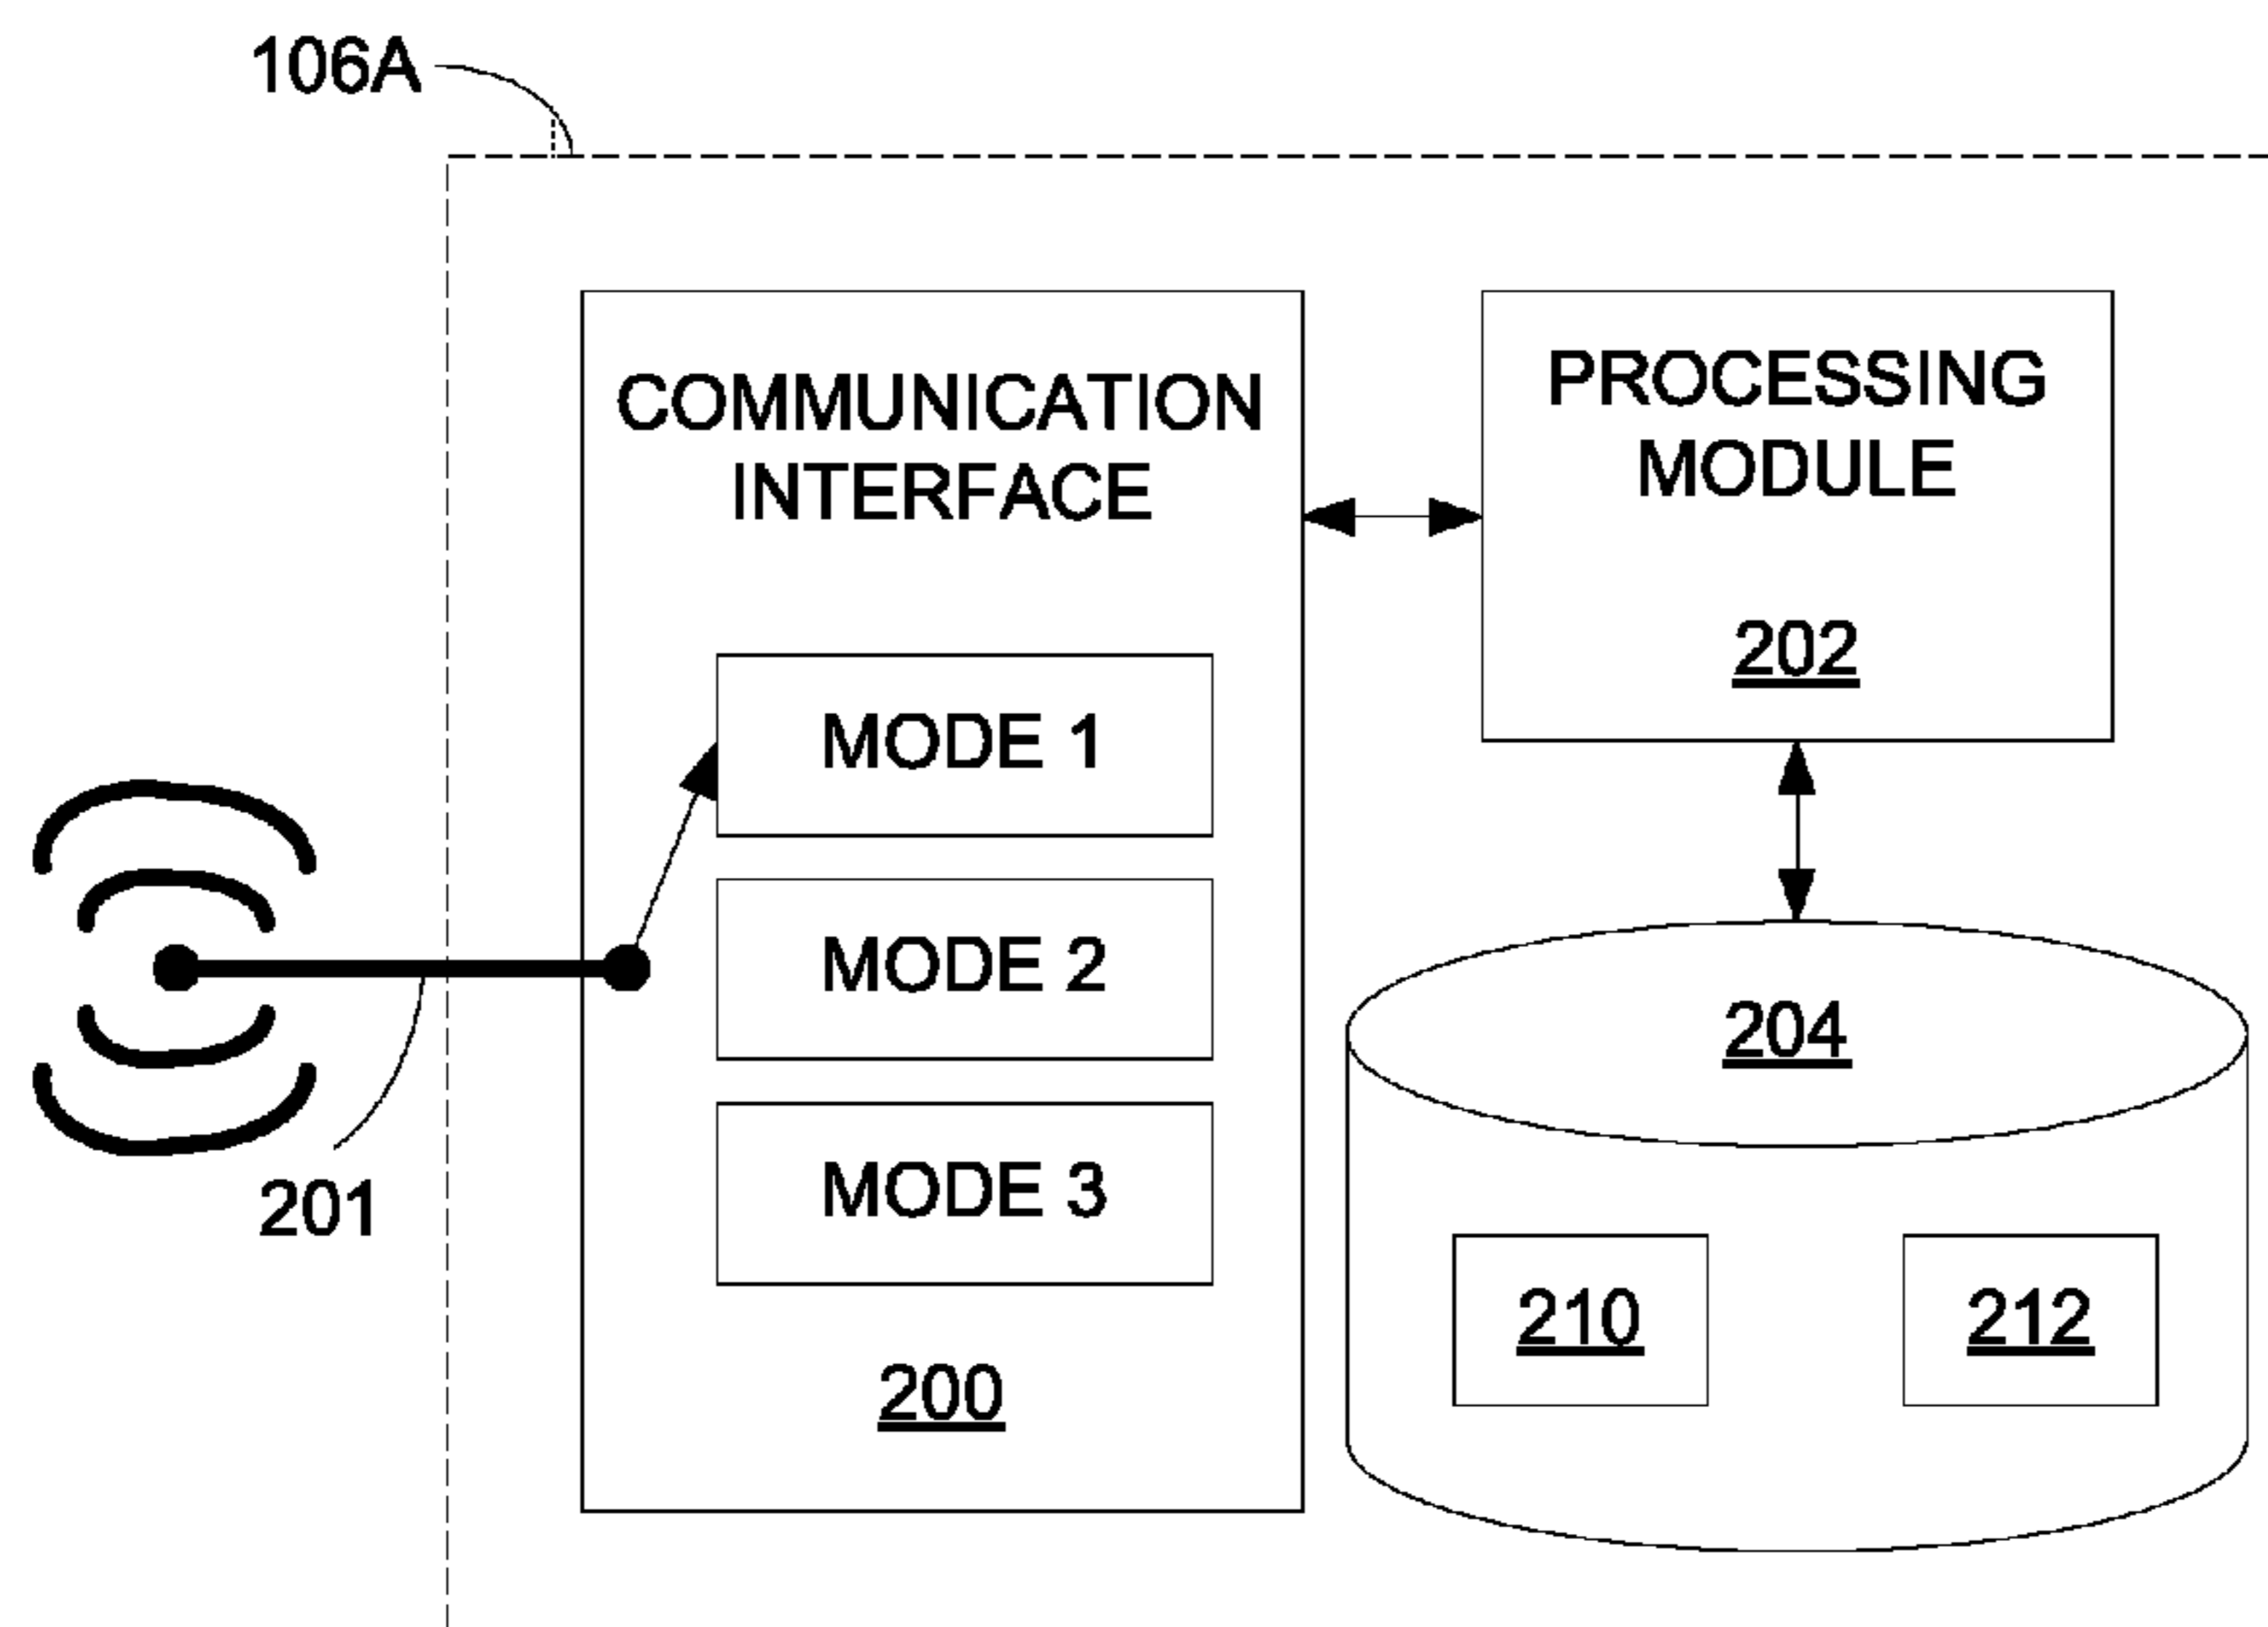 106A
COMMUNICATION
INTERFACE
MODE 1
MODE 2
MODE 3
200
201
PROCESSING
MODULE
202
204
210
212